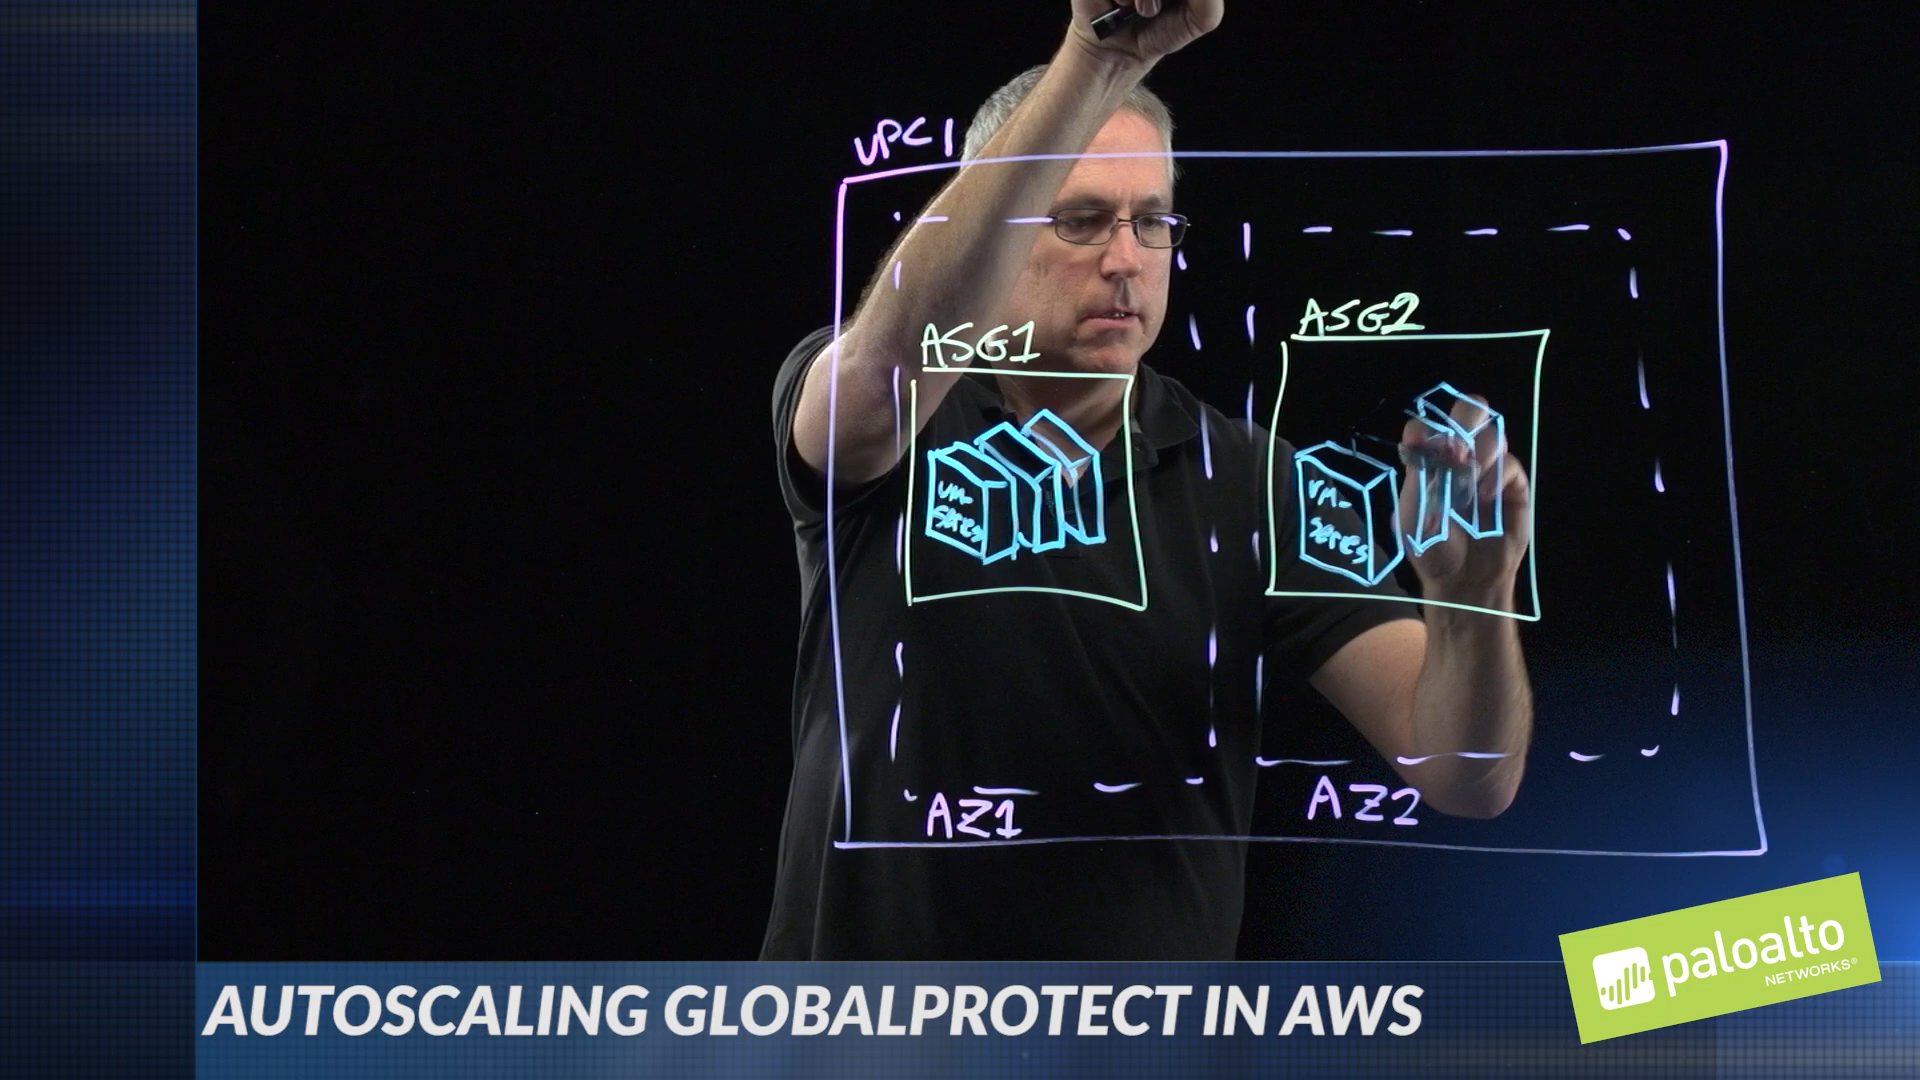 VPC1
ASG1
ASG2
VM-
Series
VM-
Series
AZ1
AZ2
AUTOSCALING GLOBALPROTECT IN AWS
paloalto
NETWORKS®